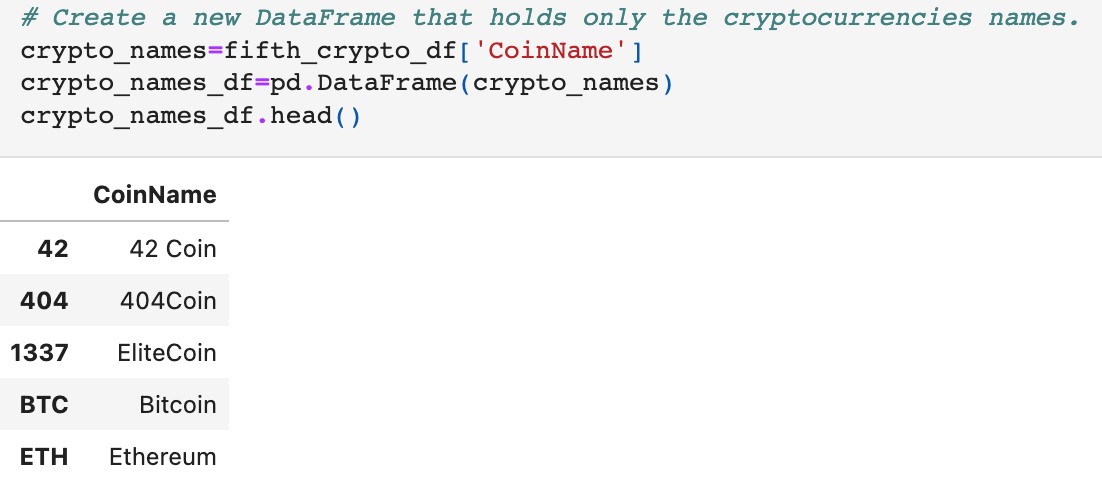 # Create a new DataFrame that holds only the cryptocurrencies names.
crypto_names=fifth_crypto_df['CoinName']
crypto_names_df=pd.DataFrame(crypto_names)
crypto_names_df.head()
CoinName
42 42 Coin
404 404Coin
1337 EliteCoin
BTC Bitcoin
ETH Ethereum